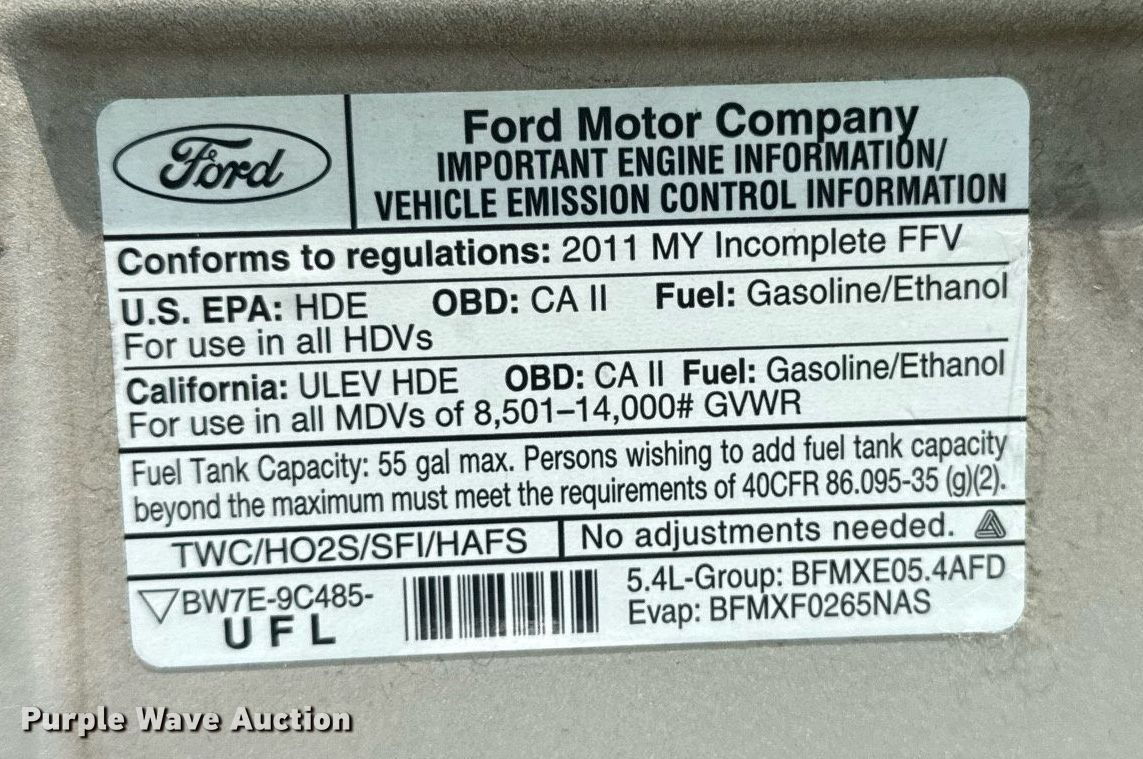 Ford
Ford Motor Company
IMPORTANT ENGINE INFORMATION/
VEHICLE EMISSION CONTROL INFORMATION
Conforms to regulations: 2011 MY Incomplete FFV
U.S. EPA: HDE OBD: CA II Fuel: Gasoline/Ethanol
For use in all HDVs
California: ULEV HDE OBD: CA II Fuel: Gasoline/Ethanol
For use in all MDVs of 8,501–14,000# GVWR
Fuel Tank Capacity: 55 gal max. Persons wishing to add fuel tank capacity
beyond the maximum must meet the requirements of 40CFR 86.095-35 (g)(2).
TWC/HO2S/SFI/HAFS
No adjustments needed.
BW7E-9C485-
UFL
5.4L-Group: BFMXE05.4AFD
Evap: BFMXF0265NAS
Purple Wave Auction